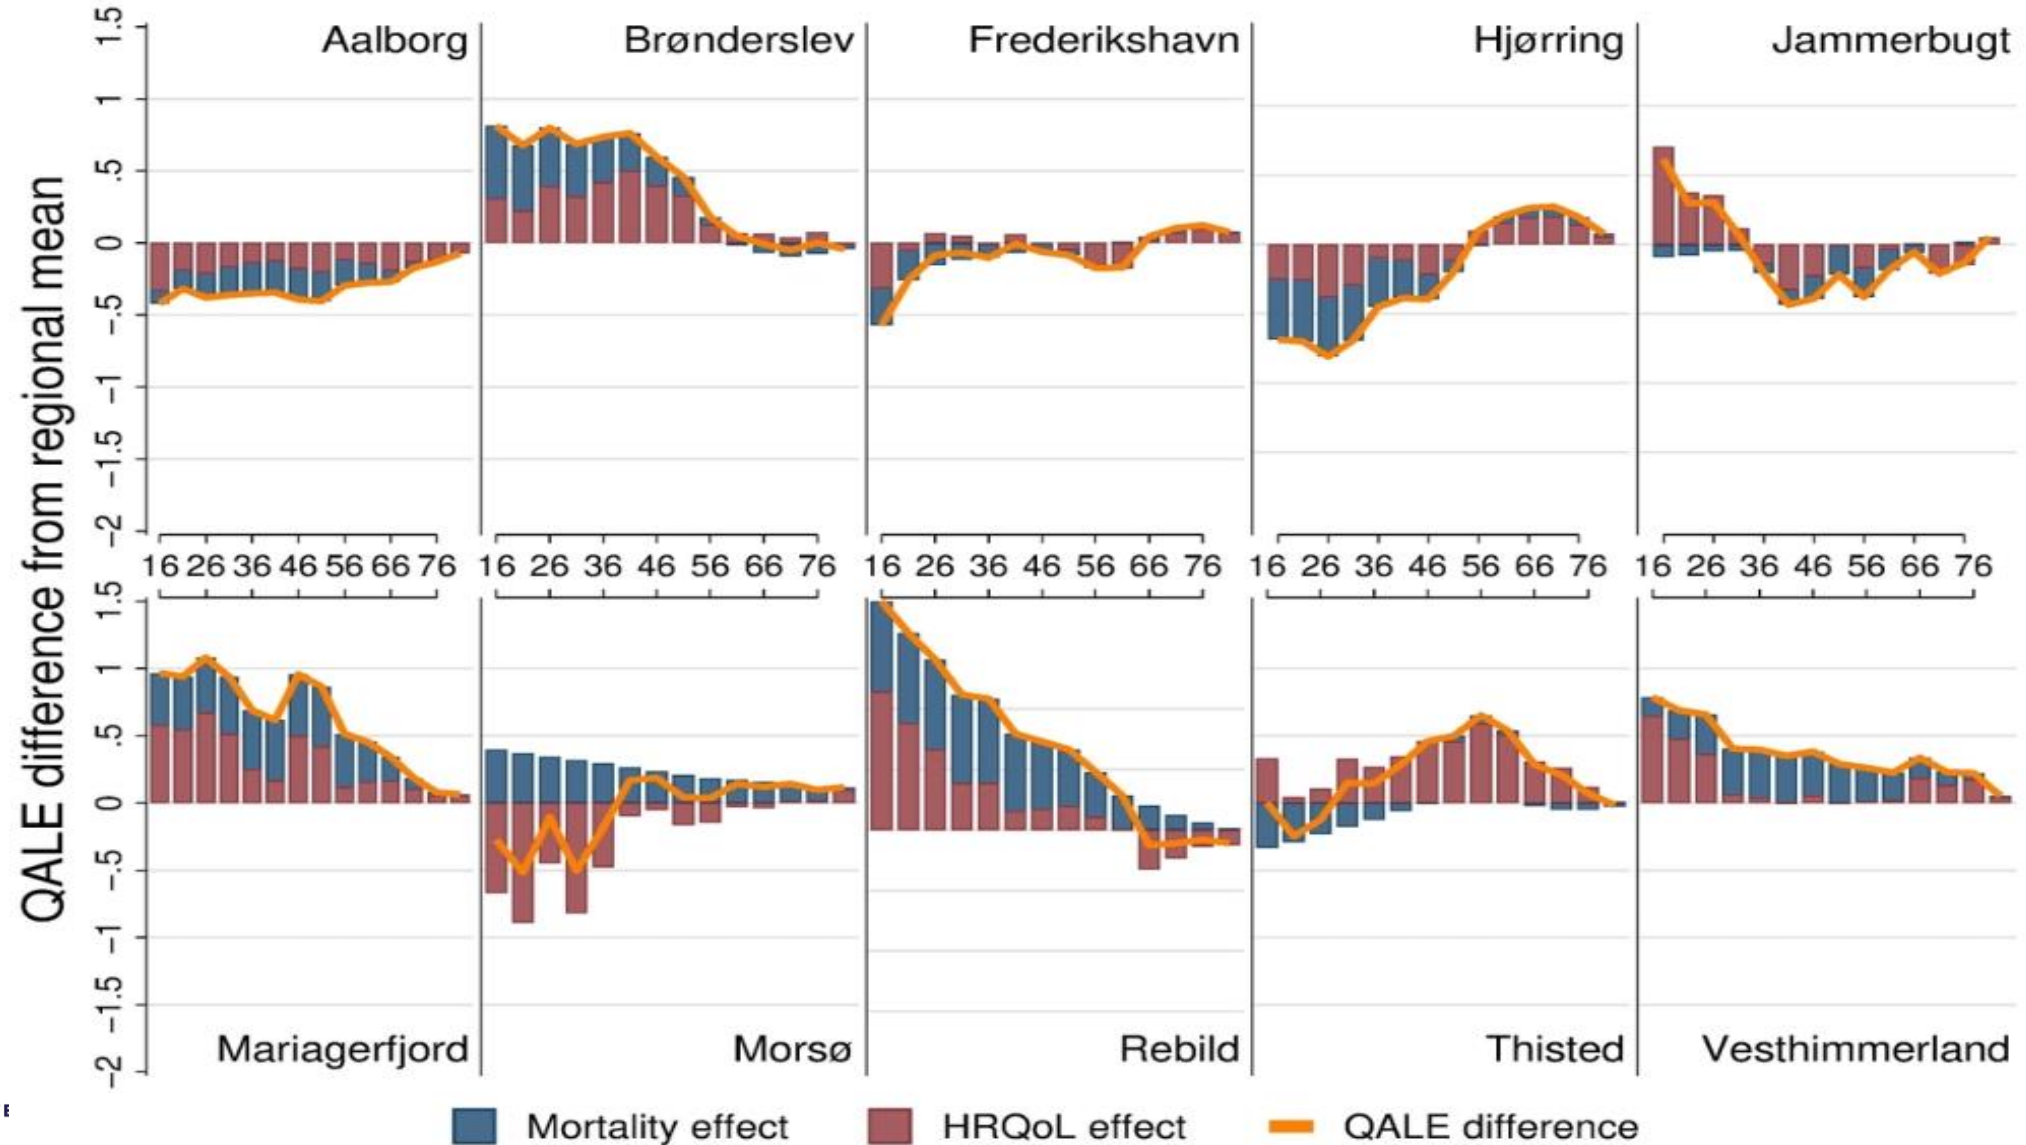 QALE difference from regional mean
Aalborg
Brønderslev
Frederikshavn
Hjørring
Jammerbugt
1.5
1
.5
0
−.5
−1
−1.5
−2
16 26 36 46 56 66 76
16 26 36 46 56 66 76
16 26 36 46 56 66 76
16 26 36 46 56 66 76
16 26 36 46 56 66 76
1.5
1
.5
0
−.5
−1
−1.5
−2
Mariagerfjord
Morsø
Rebild
Thisted
Vesthimmerland
Mortality effect
HRQoL effect
QALE difference